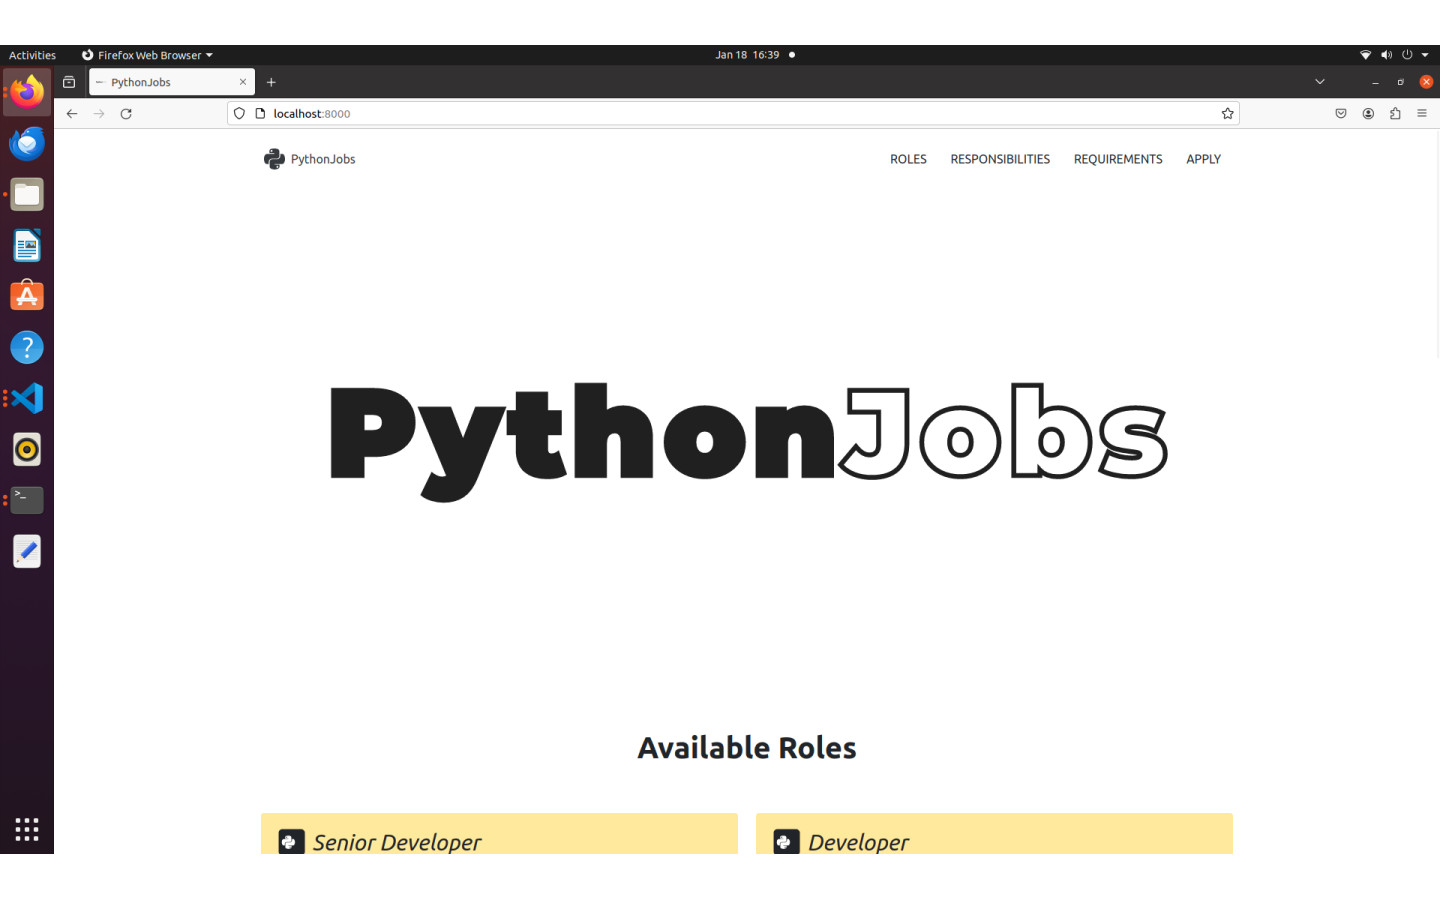 Activities
Firefox Web Browser
Jan 18 16:39
PythonJobs
localhost:8000
PythonJobs
ROLES
RESPONSIBILITIES
REQUIREMENTS
APPLY
PythonJobs
Available Roles
Senior Developer
Developer